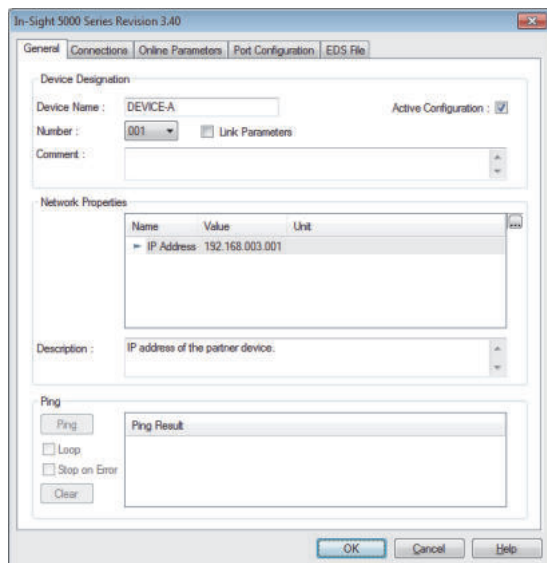 In-Sight 5000 Series Revision 3.40
General Connections Online Parameters Port Configuration EDS File
Device Designation
Device Name : DEVICE-A Active Configuration :
Number : 001 Link Parameters
Comment :
Network Properties
Name Value Unit
IP Address 192.168.003.001
Description : IP address of the partner device.
Ping
Ping Ping Result
Loop
Stop on Error
Clear
OK Cancel Help